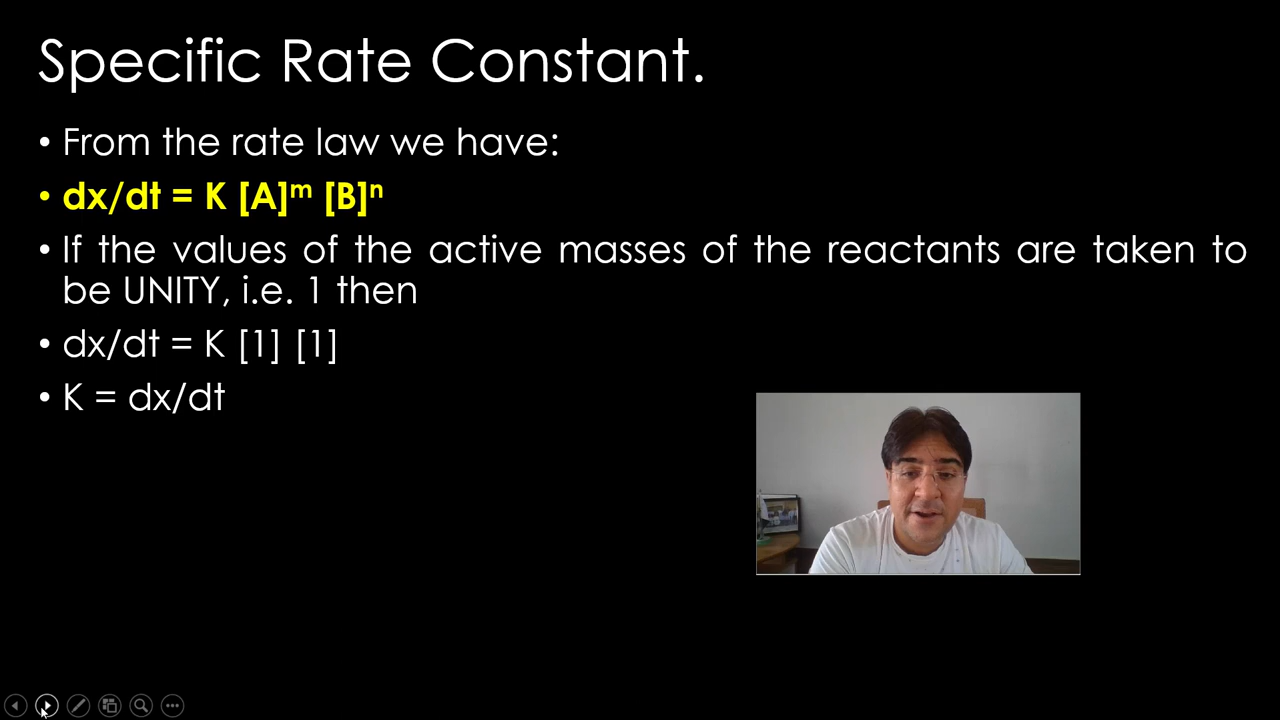 Specific Rate Constant.
• From the rate law we have:
• dx/dt = K [A]ᵐ [B]ⁿ
• If the values of the active masses of the reactants are taken to
be UNITY, i.e. 1 then
• dx/dt = K [1] [1]
• K = dx/dt